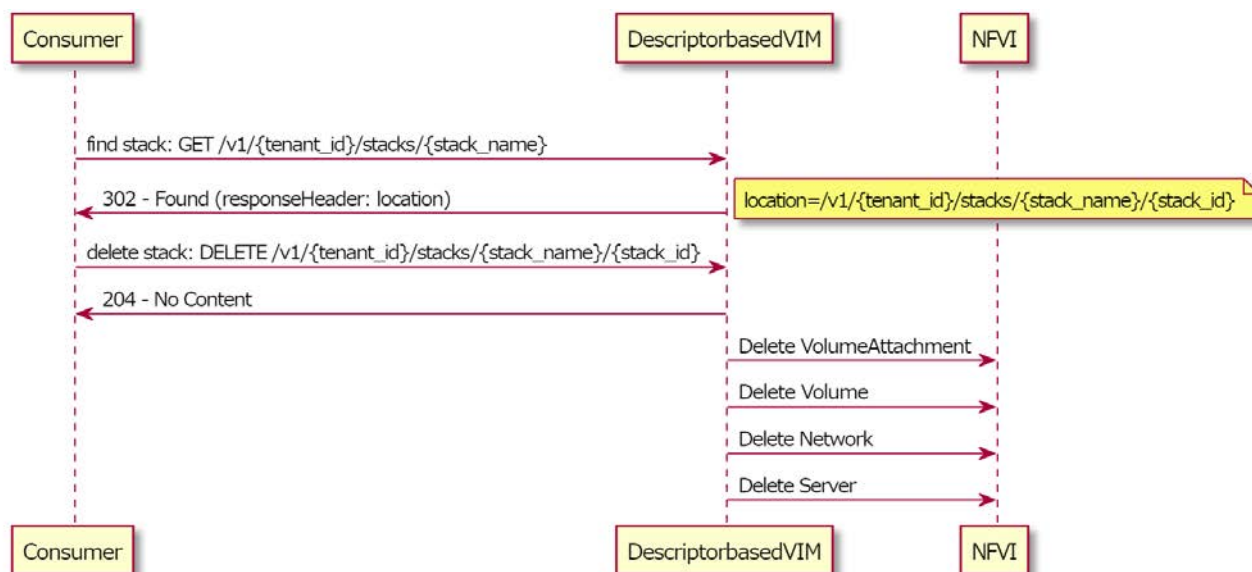 Consumer
DescriptorbasedVIM
NFVI
find stack: GET /v1/{tenant_id}/stacks/{stack_name}
302 - Found (responseHeader: location)
location=/v1/{tenant_id}/stacks/{stack_name}/{stack_id}
delete stack: DELETE /v1/{tenant_id}/stacks/{stack_name}/{stack_id}
204 - No Content
Delete VolumeAttachment
Delete Volume
Delete Network
Delete Server
Consumer
DescriptorbasedVIM
NFVI